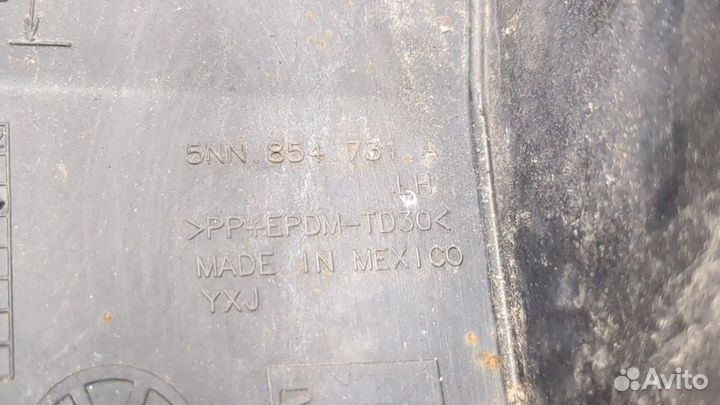 5NN.854.731.A
LH
>PP+EPDM-TD30<
MADE IN MEXICO
YXJ
Avito